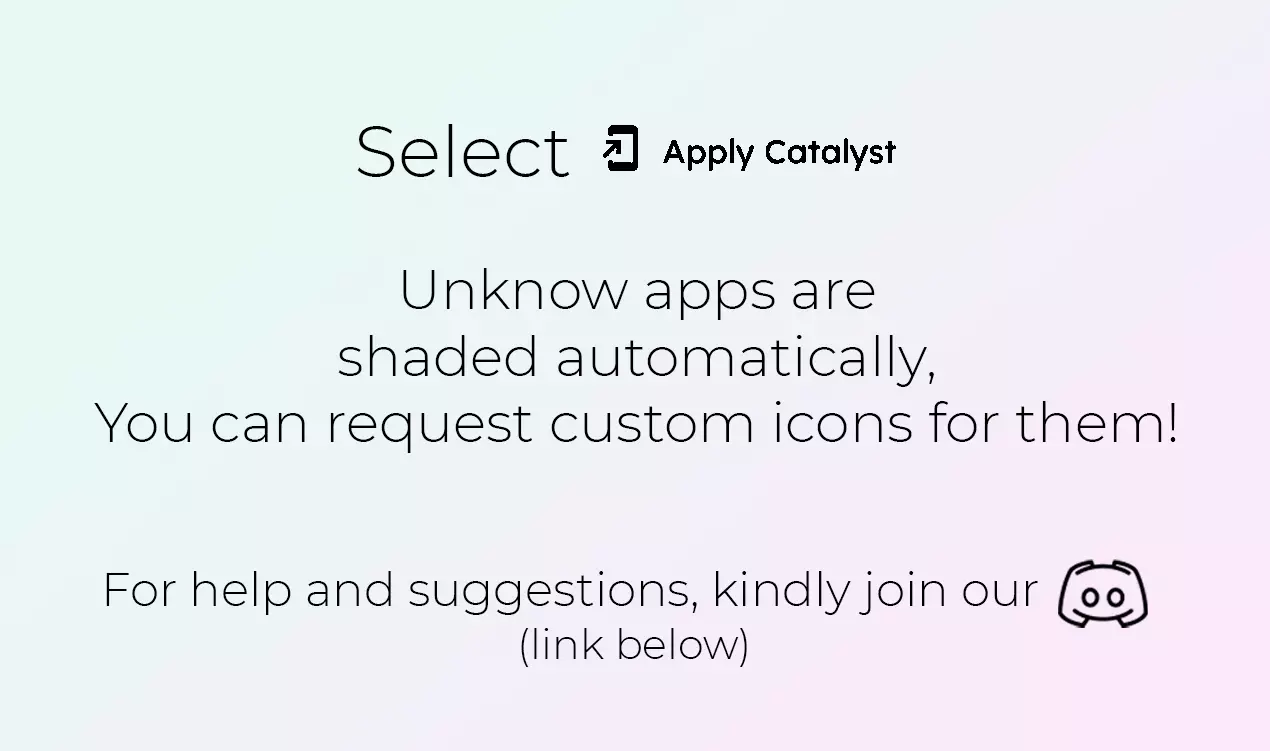 Select Apply Catalyst
Unknow apps are
shaded automatically,
You can request custom icons for them!
For help and suggestions, kindly join our
(link below)